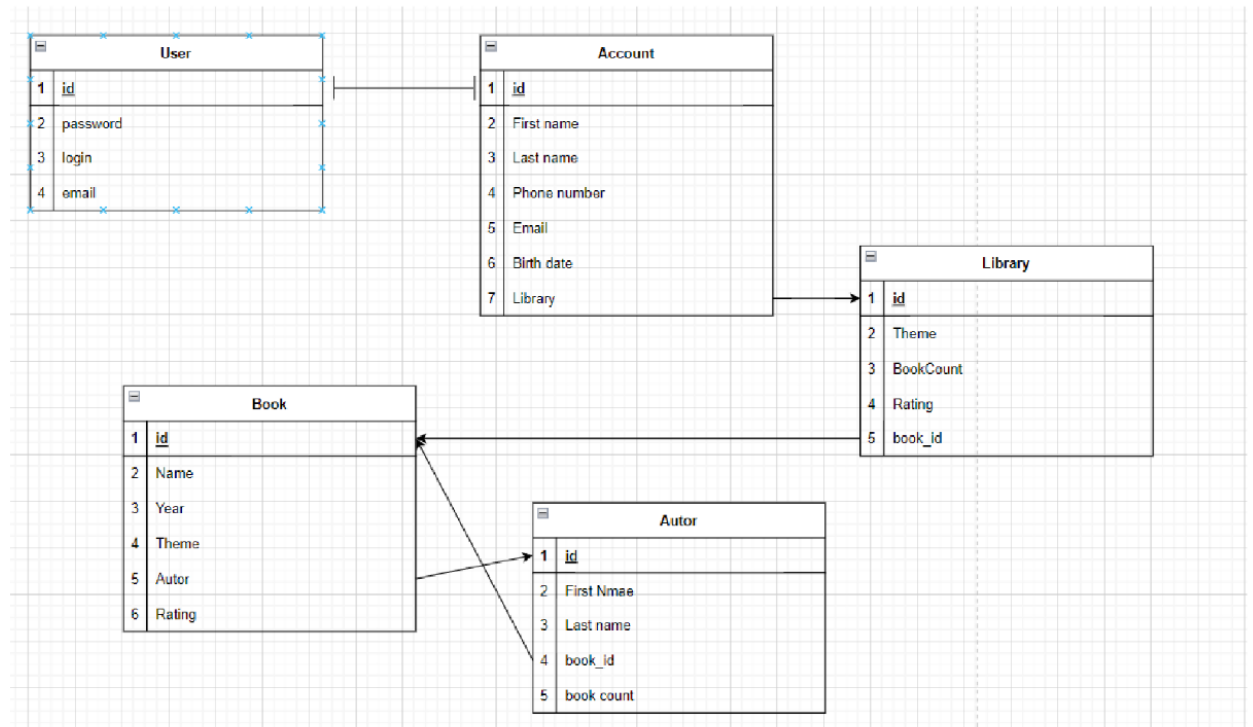 User
1 id
2 password
3 login
4 email
Account
1 id
2 First name
3 Last name
4 Phone number
5 Email
6 Birth date
7 Library
Library
1 id
2 Theme
3 BookCount
4 Rating
5 book_id
Book
1 id
2 Name
3 Year
4 Theme
5 Autor
6 Rating
Autor
1 id
2 First Nmae
3 Last name
4 book_id
5 book count